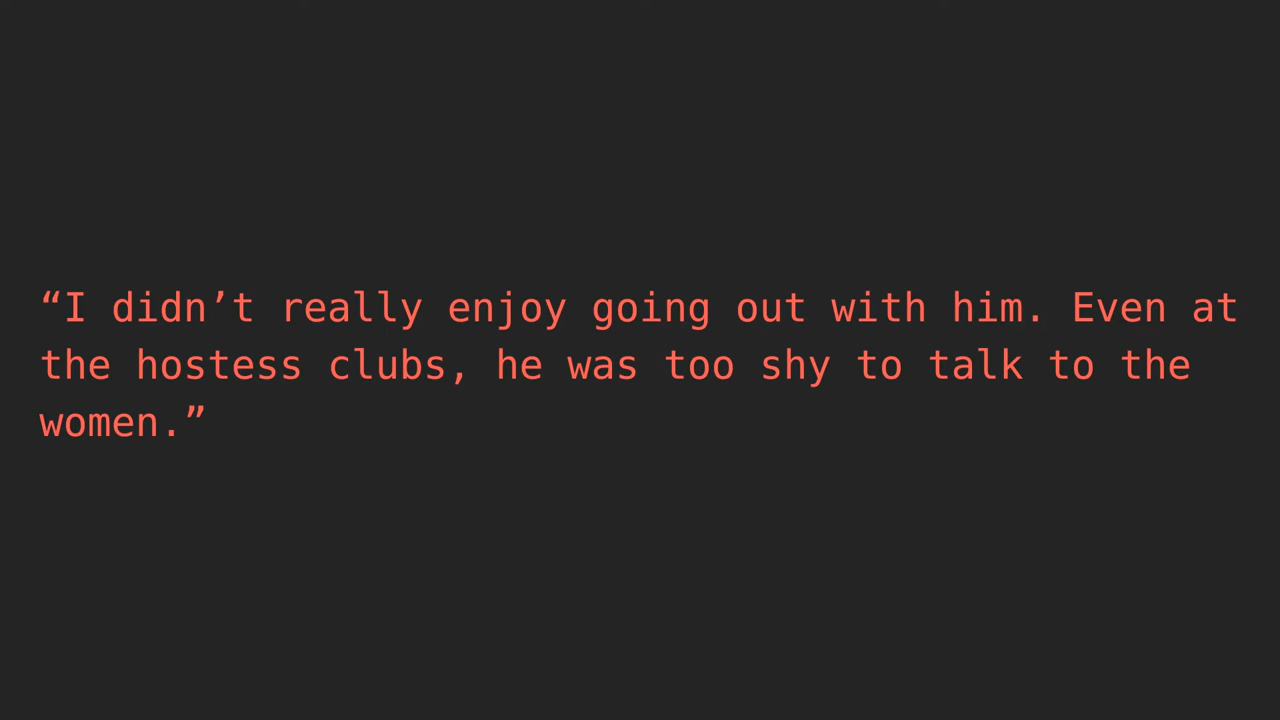 “I didn’t really enjoy going out with him. Even at
the hostess clubs, he was too shy to talk to the
women.”